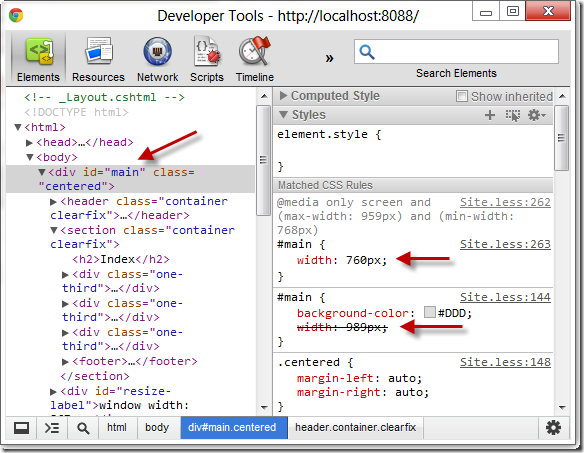 Developer Tools - http://localhost:8088/
Elements Resources Network Scripts Timeline » Search Elements
<!-- _Layout.cshtml -->
<!DOCTYPE html>
▼<html>
▶<head>…</head>
▼<body>
▼<div id="main" class=
"centered">
▶<header class="container
clearfix">…</header>
▼<section class="container
clearfix">
<h2>Index</h2>
▶<div class="one-
third">…</div>
▶<div class="one-
third">…</div>
▶<div class="one-
third">…</div>
▶<footer>…</footer>
</section>
▶<div id="resize-
label">window width:
▶ Computed Style Show inherited
▼ Styles
element.style {
}
Matched CSS Rules
@media only screen and Site.less:262
(max-width: 959px) and (min-width:
768px)
#main { Site.less:263
width: 760px;
}
#main { Site.less:144
background-color: #DDD;
width: 989px;
}
.centered { Site.less:148
margin-left: auto;
margin-right: auto;
html body div#main.centered header.container.clearfix